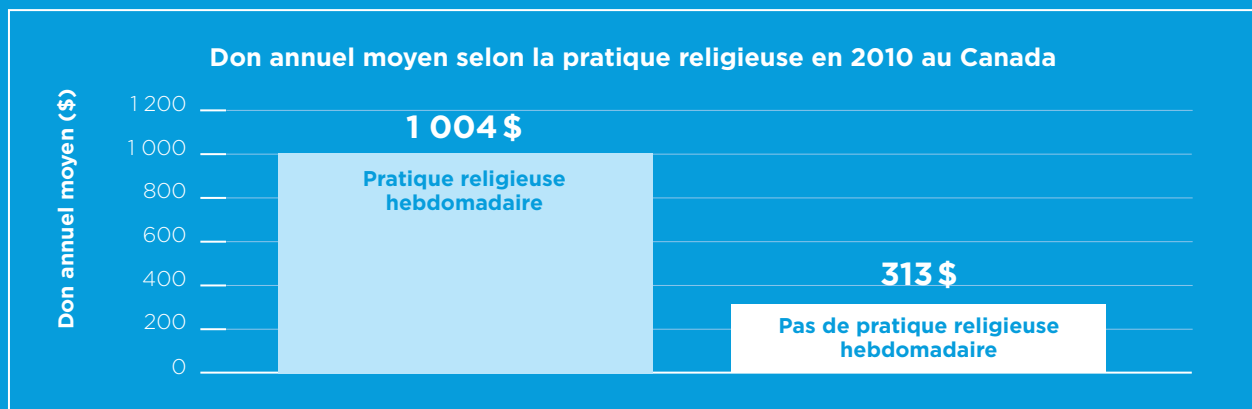 Don annuel moyen selon la pratique religieuse en 2010 au Canada
Don annuel moyen ($)
1 200
1 000
800
600
400
200
0
1 004 $
Pratique religieuse
hebdomadaire
313 $
Pas de pratique religieuse
hebdomadaire